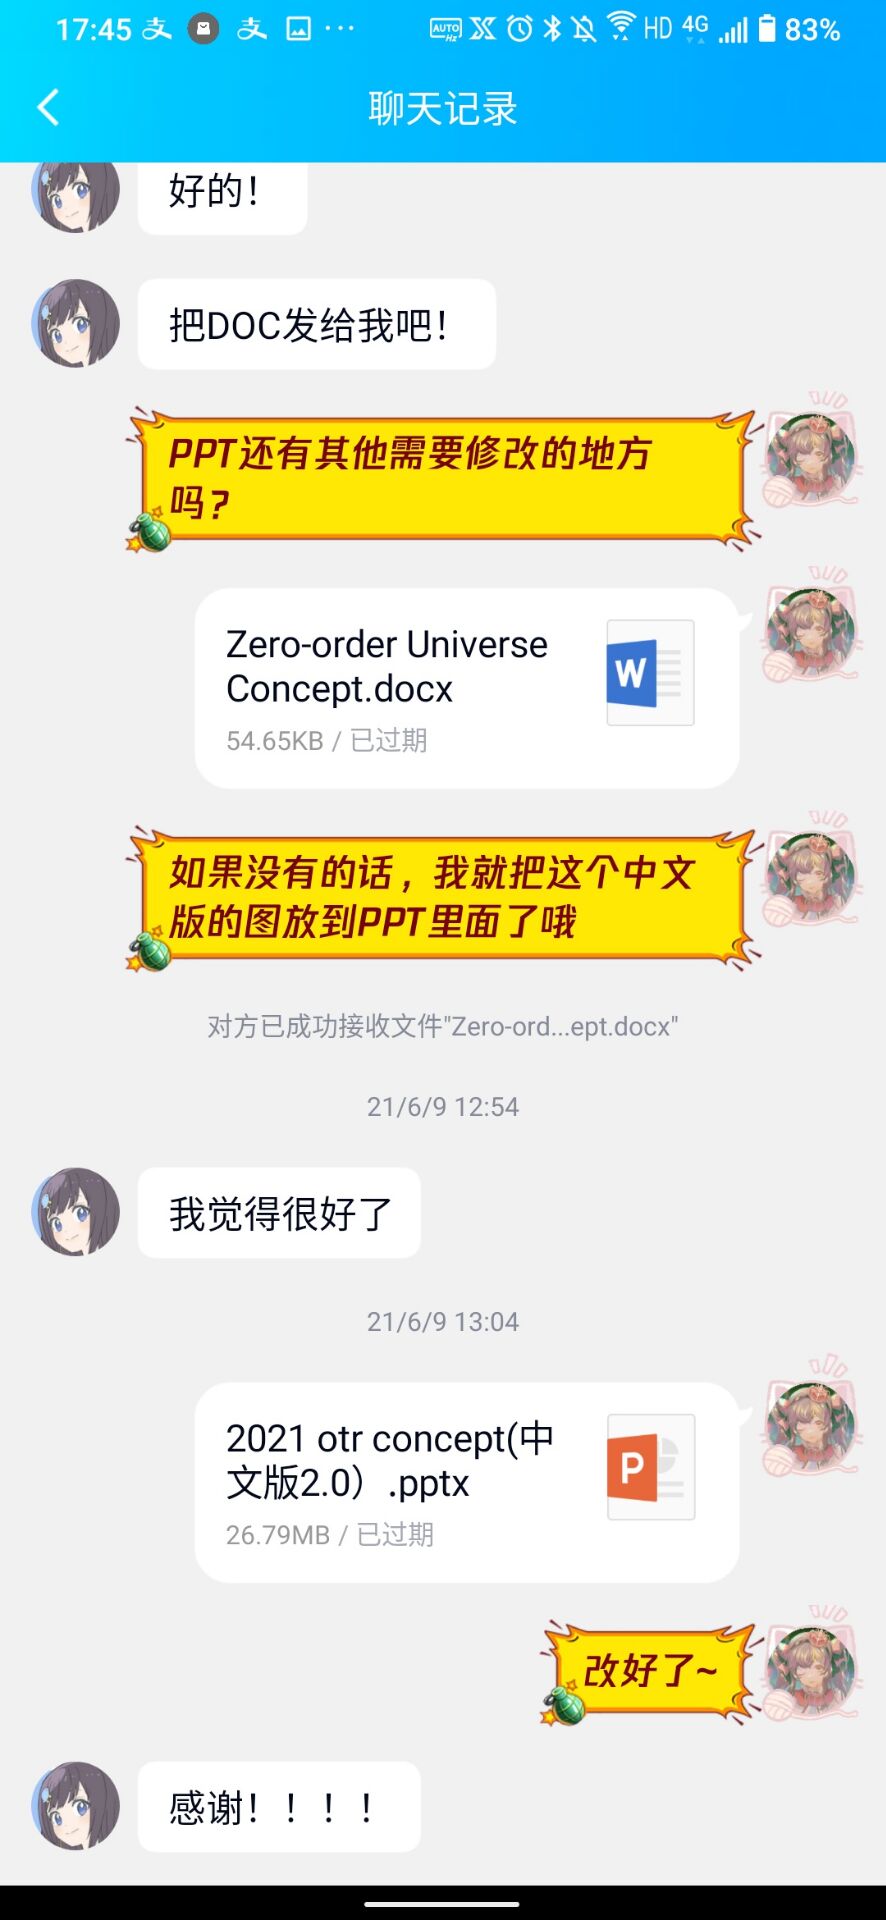 17:45 支 支 ... AUTO Hz HD 4G 83%
聊天记录
好的！
把DOC发给我吧！
PPT还有其他需要修改的地方
吗？
Zero-order Universe
Concept.docx
W
54.65KB / 已过期
如果没有的话，我就把这个中文
版的图放到PPT里面了哦
对方已成功接收文件"Zero-ord...ept.docx"
21/6/9 12:54
我觉得很好了
21/6/9 13:04
2021 otr concept(中
文版2.0）.pptx
P
26.79MB / 已过期
改好了~
感谢！！！！